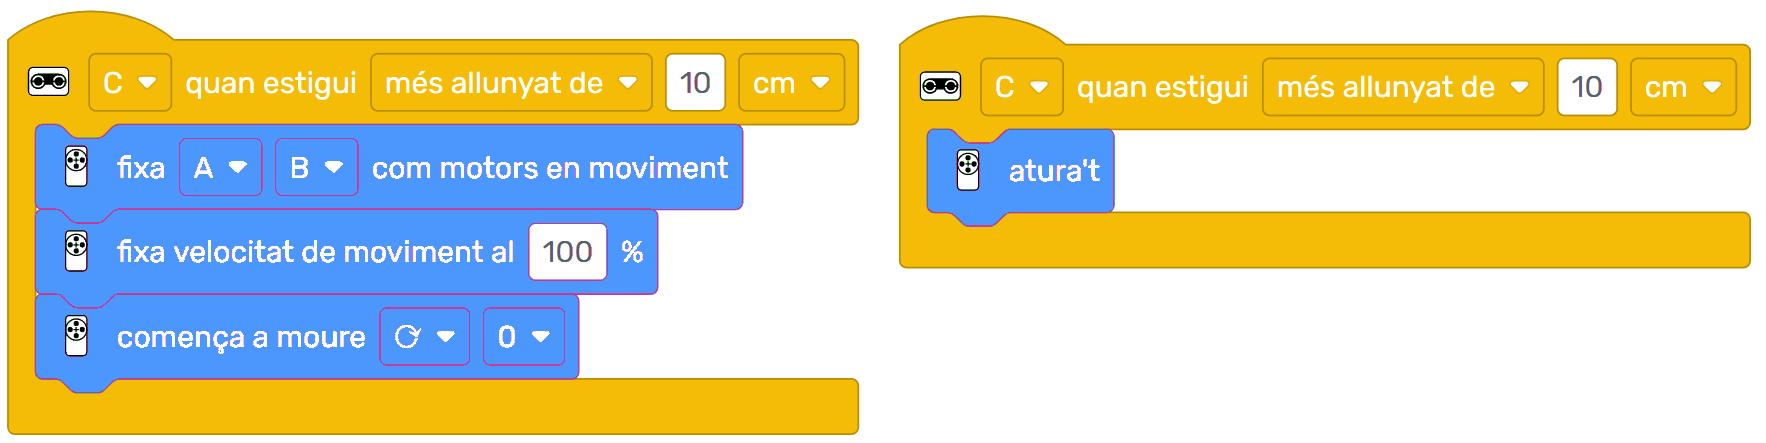 C quan estigui més allunyat de 10 cm
fixa A B com motors en moviment
fixa velocitat de moviment al 100 %
comença a moure 0
C quan estigui més allunyat de 10 cm
atura't